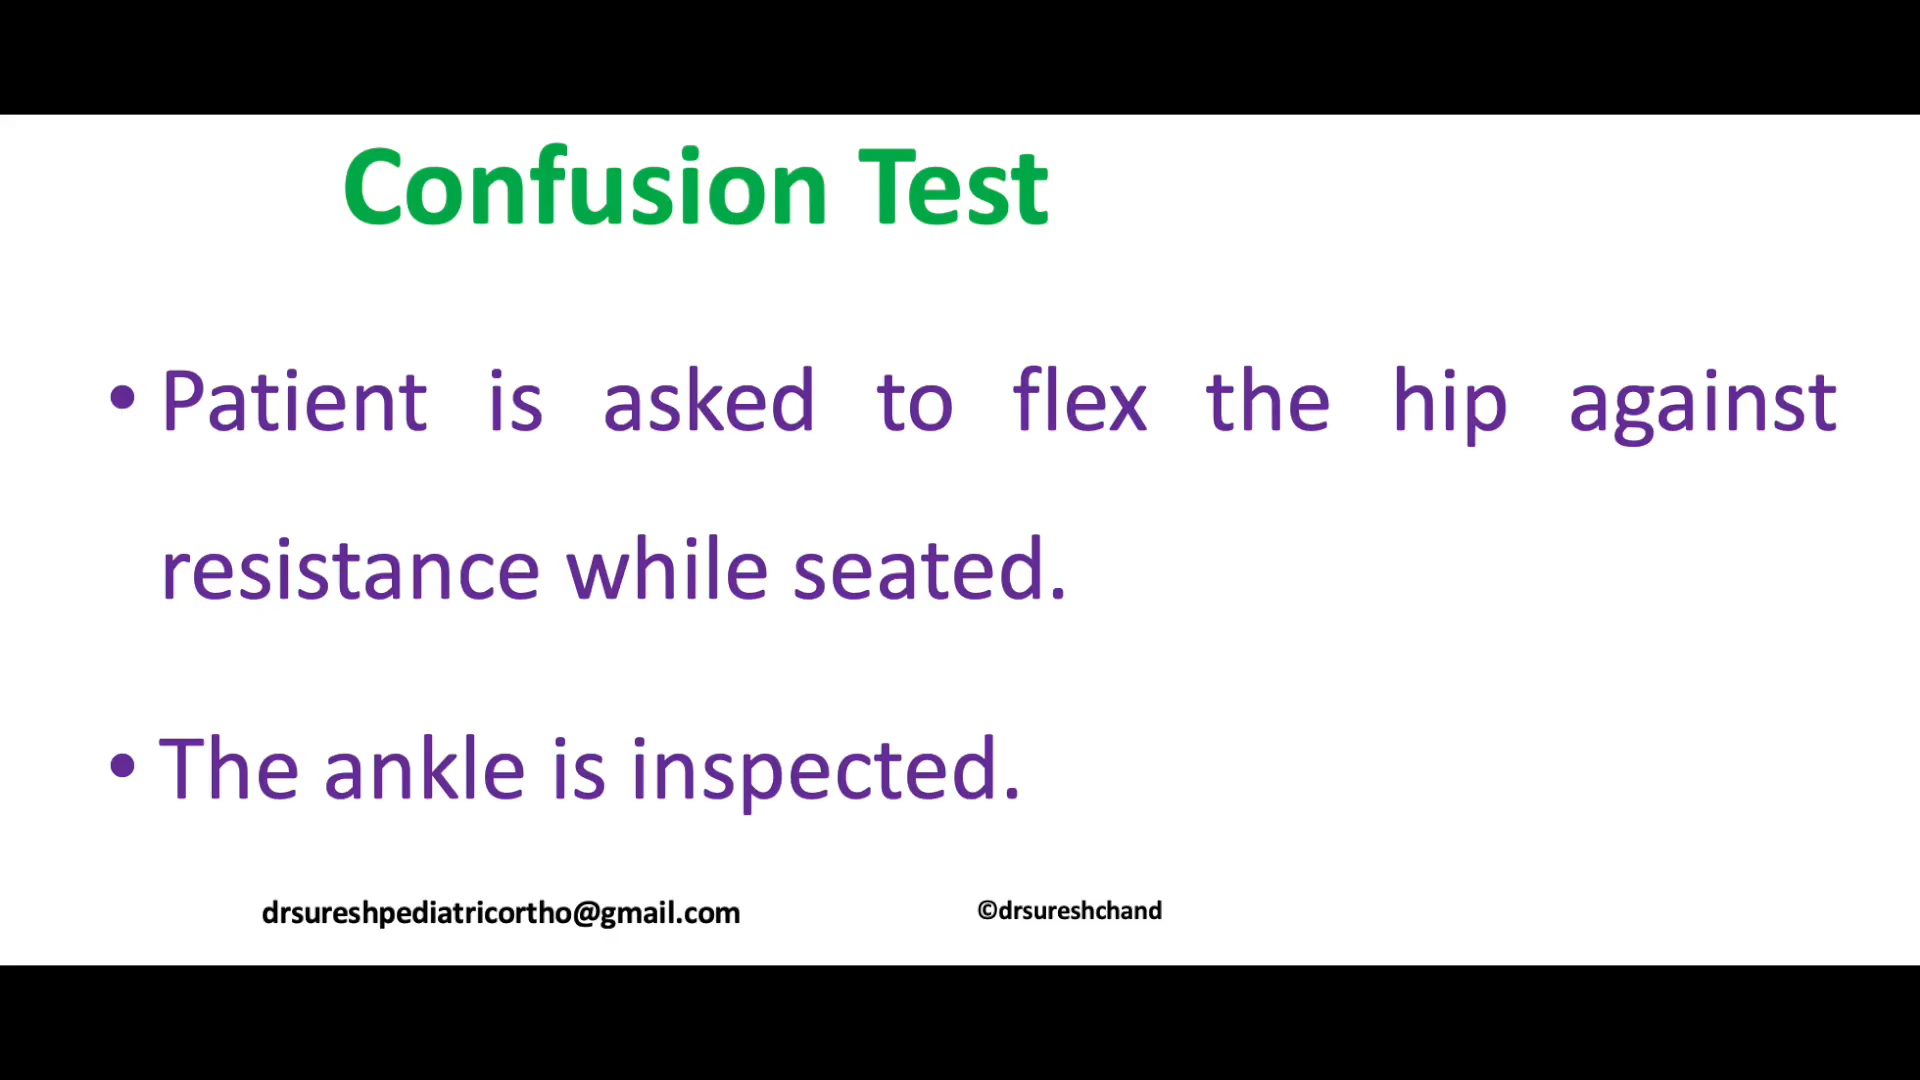 Confusion Test
• Patient is asked to flex the hip against
resistance while seated.
• The ankle is inspected.
drsureshpediatricortho@gmail.com ©drsureshchand